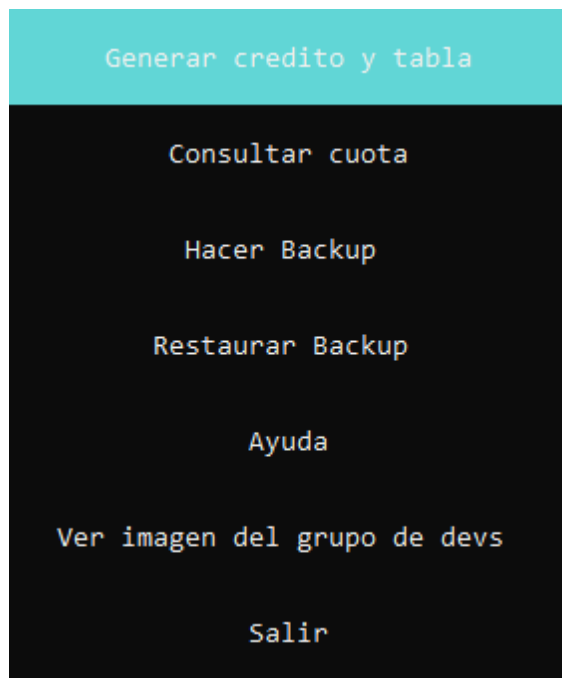 Generar credito y tabla
Consultar cuota
Hacer Backup
Restaurar Backup
Ayuda
Ver imagen del grupo de devs
Salir